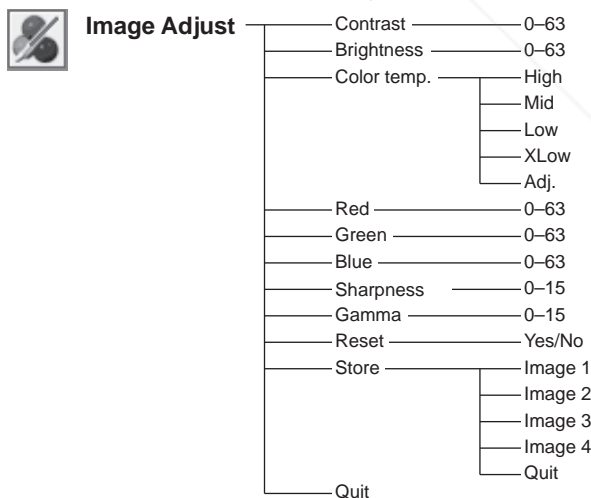 Image Adjust Contrast 0–63
Brightness 0–63
Color temp. High
Mid
Low
XLow
Adj.
Red 0–63
Green 0–63
Blue 0–63
Sharpness 0–15
Gamma 0–15
Reset Yes/No
Store Image 1
Image 2
Image 3
Image 4
Quit
Quit